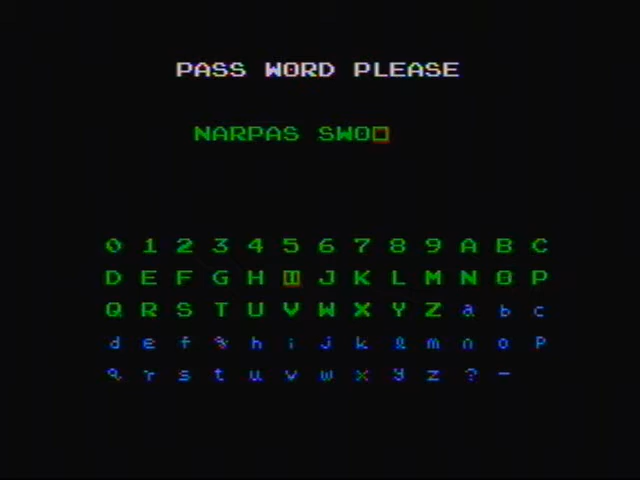 PASS WORD PLEASE
NARPAS SWO
0 1 2 3 4 5 6 7 8 9 A B C
D E F G H I J K L M N O P
Q R S T U V W X Y Z a b c
d e f g h i j k l m n o p
q r s t u v w x y z ? -